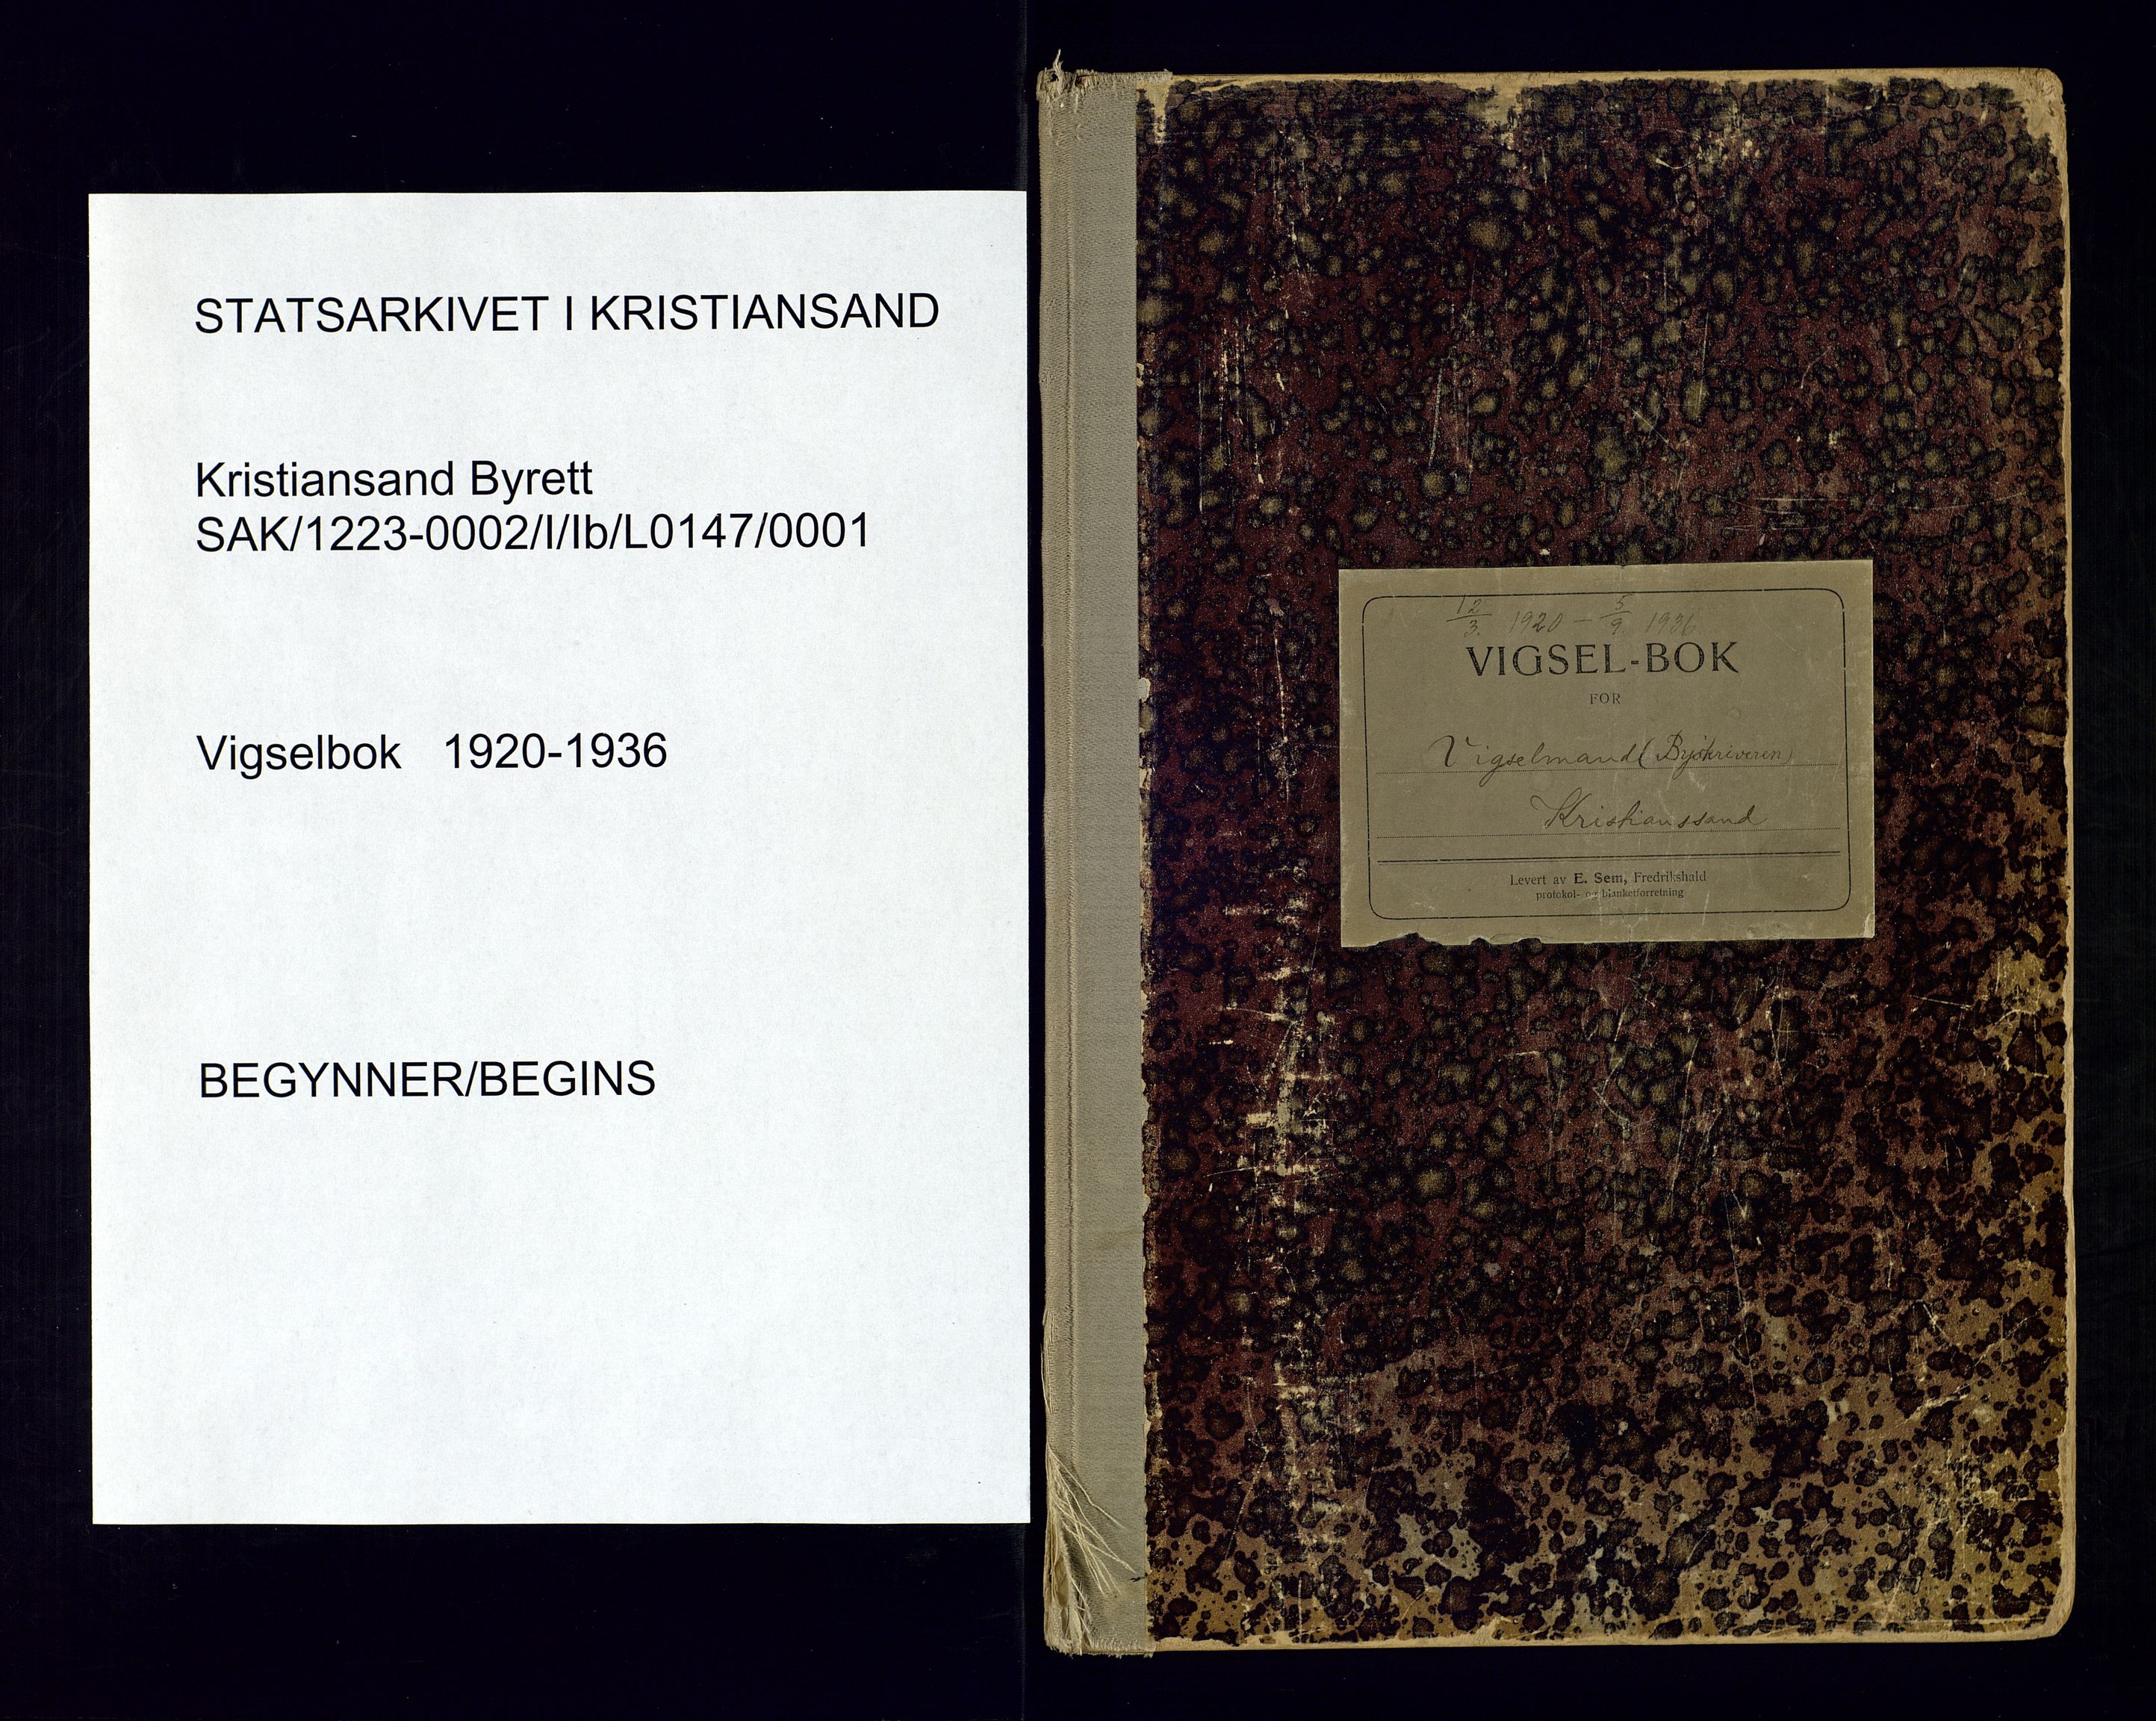 STATSARKIVET I KRISTIANSAND
Kristiansand Byrett
SAK/1223-0002/I/Ib/L0147/0001
Vigselbok 1920-1936
BEGYNNER/BEGINS
12/3. 1920 – 5/9 1936
VIGSEL-BOK
FOR
Vigselmand (Byskriveren)
Kristianssand
Levert av E. Sem, Fredrikshald
protokol- og blanketforretning